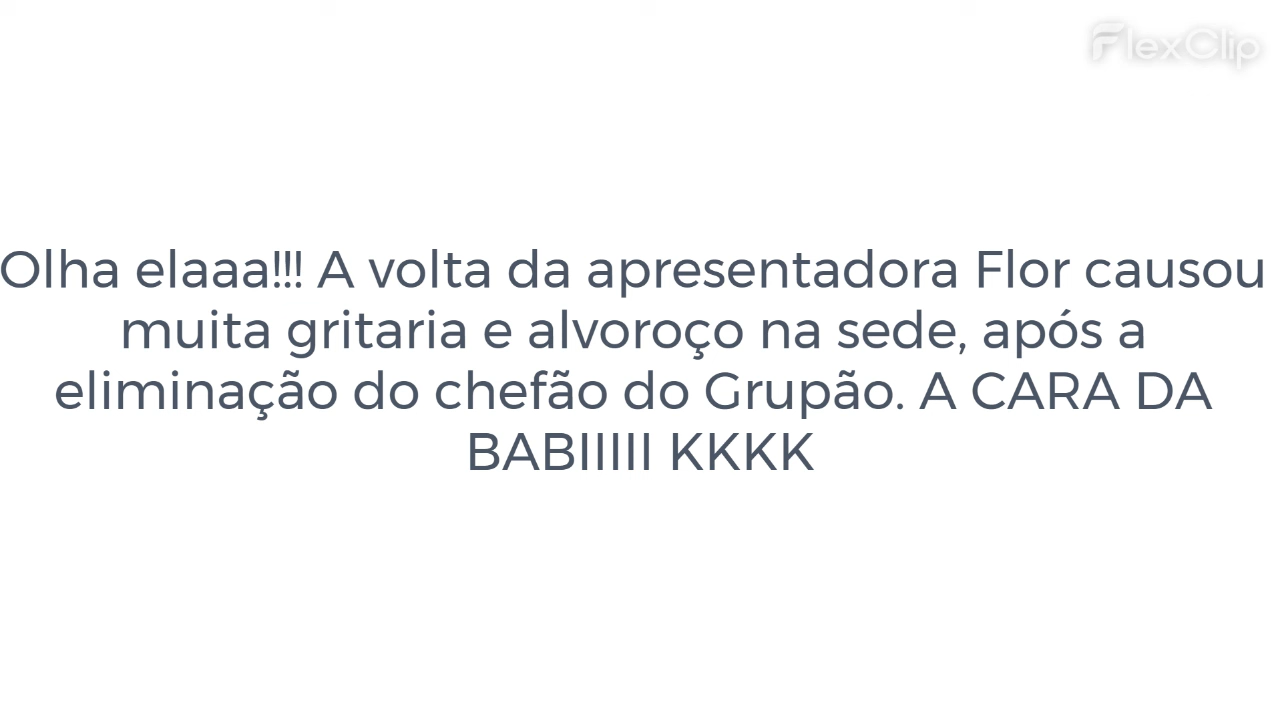 FlexClip
Olha elaaa!!! A volta da apresentadora Flor causou
muita gritaria e alvoroço na sede, após a
eliminação do chefão do Grupão. A CARA DA
BABIIIII KKKK